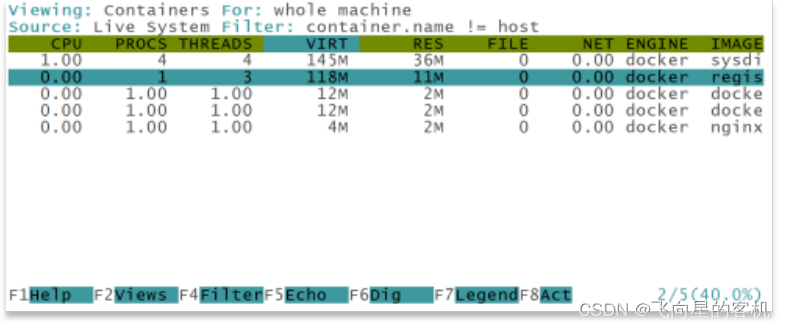 Viewing: Containers For: whole machine
Source: Live System Filter: container.name != host
CPU PROCS THREADS VIRT RES FILE NET ENGINE IMAGE
1.00 4 4 145M 36M 0 0.00 docker sysdi
0.00 1 3 118M 11M 0 0.00 docker regis
0.00 1.00 1.00 12M 2M 0 0.00 docker docke
0.00 1.00 1.00 12M 2M 0 0.00 docker docke
0.00 1.00 1.00 4M 2M 0 0.00 docker nginx
F1Help F2Views F4FilterF5Echo F6Dig F7LegendF8Act 2/5(40.0%)
CSDN @飞向星的客机